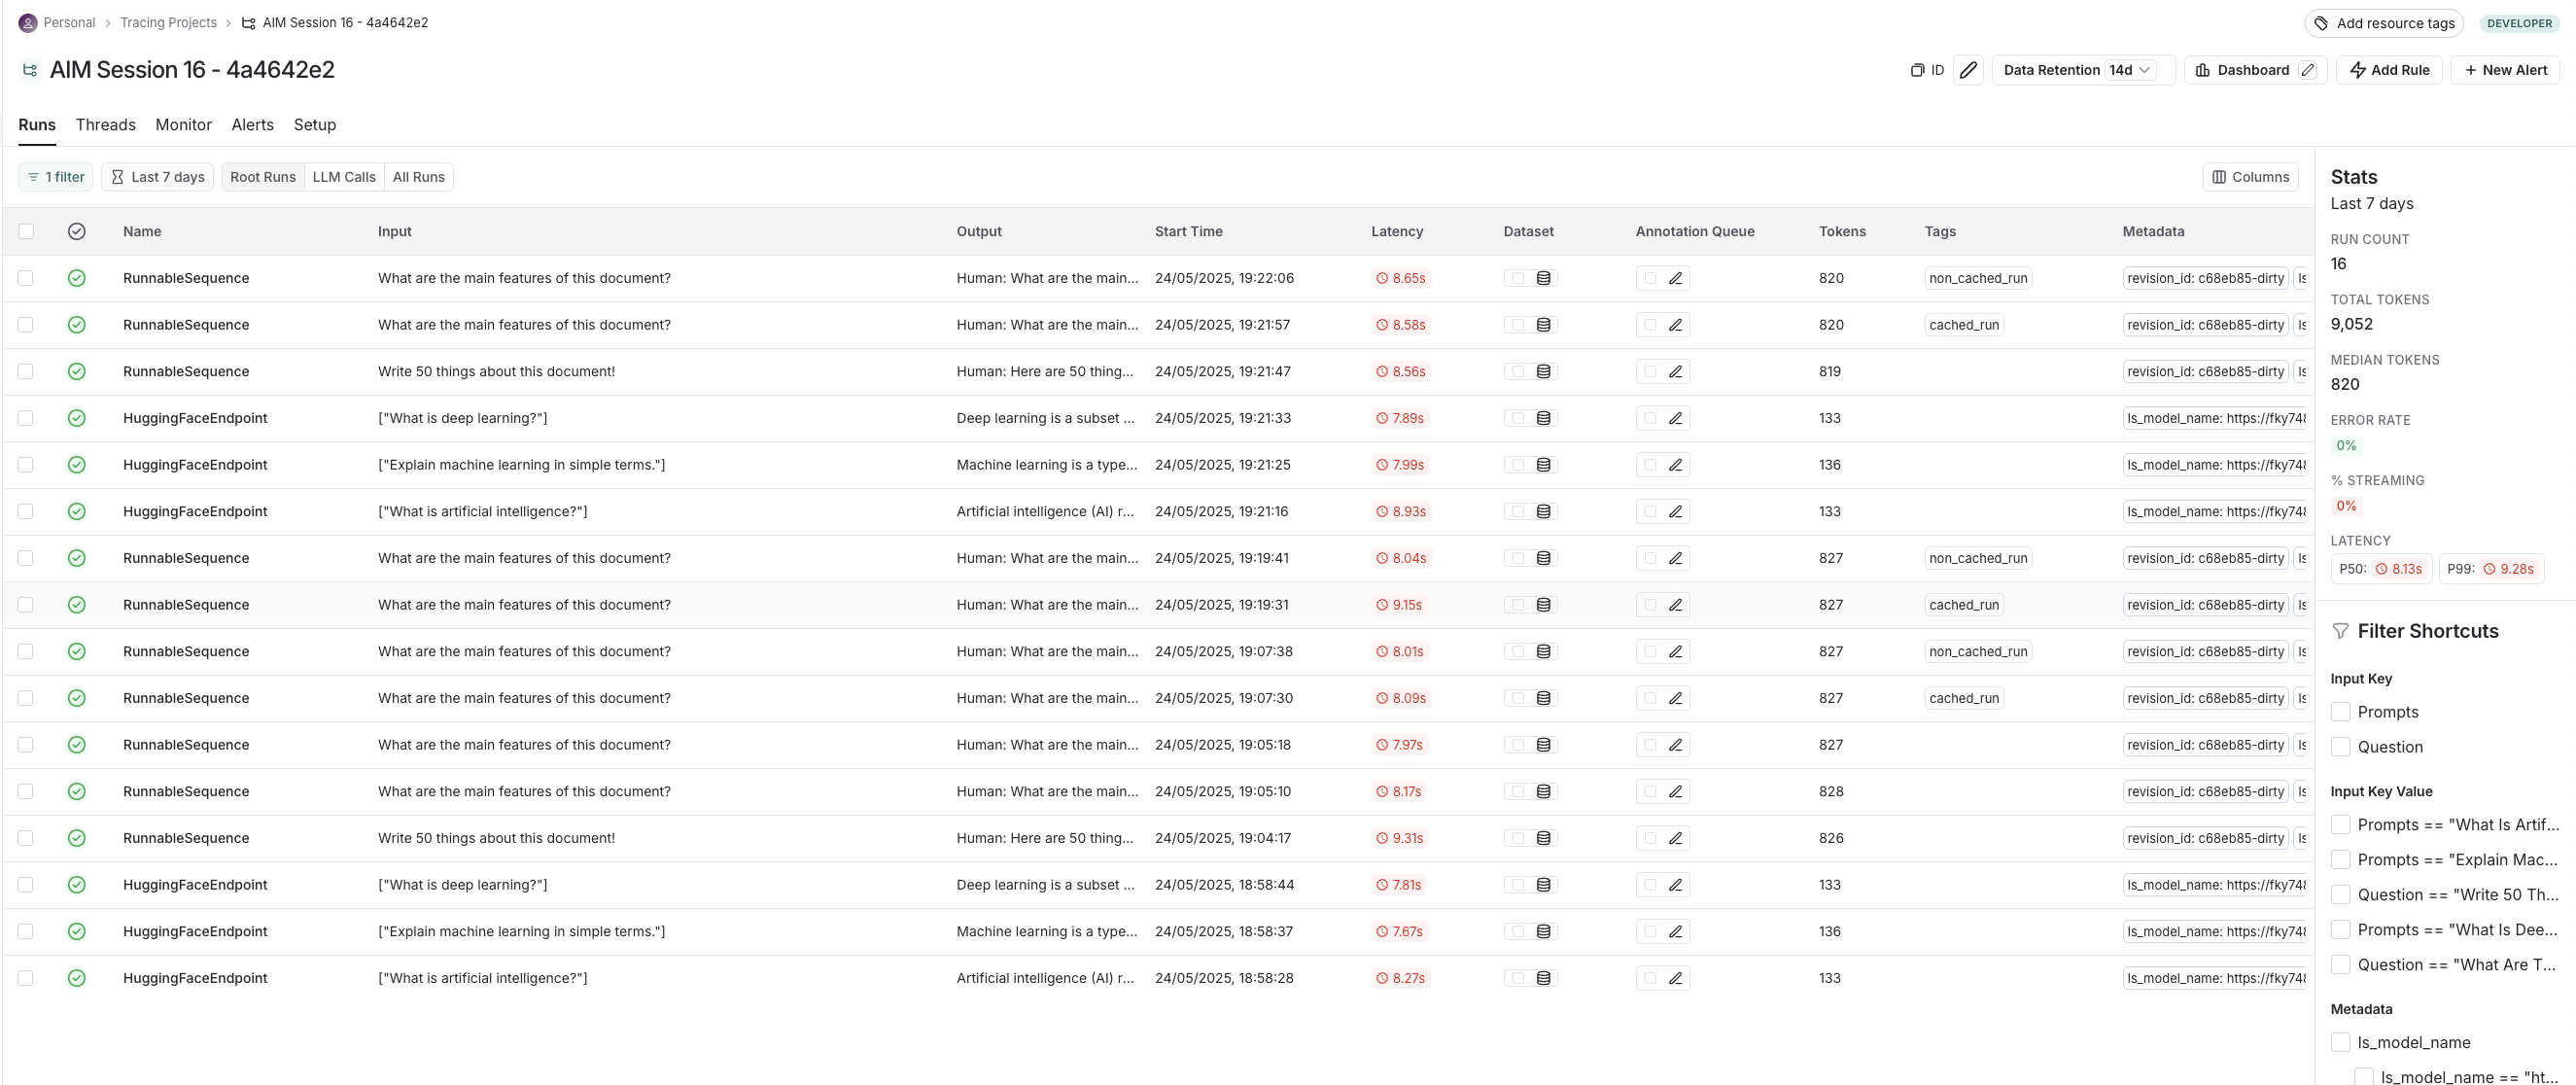 Personal > Tracing Projects > AIM Session 16 - 4a4642e2 Add resource tags DEVELOPER
AIM Session 16 - 4a4642e2 ID Data Retention 14d Dashboard Add Rule + New Alert
Runs Threads Monitor Alerts Setup
1 filter Last 7 days Root Runs LLM Calls All Runs Columns
Name Input Output Start Time Latency Dataset Annotation Queue Tokens Tags Metadata
RunnableSequence What are the main features of this document? Human: What are the main... 24/05/2025, 19:22:06 8.65s 820 non_cached_run revision_id: c68eb85-dirty ls
RunnableSequence What are the main features of this document? Human: What are the main... 24/05/2025, 19:21:57 8.58s 820 cached_run revision_id: c68eb85-dirty ls
RunnableSequence Write 50 things about this document! Human: Here are 50 thing... 24/05/2025, 19:21:47 8.56s 819 revision_id: c68eb85-dirty ls
HuggingFaceEndpoint ["What is deep learning?"] Deep learning is a subset ... 24/05/2025, 19:21:33 7.89s 133 ls_model_name: https://fky748
HuggingFaceEndpoint ["Explain machine learning in simple terms."] Machine learning is a type... 24/05/2025, 19:21:25 7.99s 136 ls_model_name: https://fky748
HuggingFaceEndpoint ["What is artificial intelligence?"] Artificial intelligence (AI) r... 24/05/2025, 19:21:16 8.93s 133 ls_model_name: https://fky748
RunnableSequence What are the main features of this document? Human: What are the main... 24/05/2025, 19:19:41 8.04s 827 non_cached_run revision_id: c68eb85-dirty ls
RunnableSequence What are the main features of this document? Human: What are the main... 24/05/2025, 19:19:31 9.15s 827 cached_run revision_id: c68eb85-dirty ls
RunnableSequence What are the main features of this document? Human: What are the main... 24/05/2025, 19:07:38 8.01s 827 non_cached_run revision_id: c68eb85-dirty ls
RunnableSequence What are the main features of this document? Human: What are the main... 24/05/2025, 19:07:30 8.09s 827 cached_run revision_id: c68eb85-dirty ls
RunnableSequence What are the main features of this document? Human: What are the main... 24/05/2025, 19:05:18 7.97s 827 revision_id: c68eb85-dirty ls
RunnableSequence What are the main features of this document? Human: What are the main... 24/05/2025, 19:05:10 8.17s 828 revision_id: c68eb85-dirty ls
RunnableSequence Write 50 things about this document! Human: Here are 50 thing... 24/05/2025, 19:04:17 9.31s 826 revision_id: c68eb85-dirty ls
HuggingFaceEndpoint ["What is deep learning?"] Deep learning is a subset ... 24/05/2025, 18:58:44 7.81s 133 ls_model_name: https://fky748
HuggingFaceEndpoint ["Explain machine learning in simple terms."] Machine learning is a type... 24/05/2025, 18:58:37 7.67s 136 ls_model_name: https://fky748
HuggingFaceEndpoint ["What is artificial intelligence?"] Artificial intelligence (AI) r... 24/05/2025, 18:58:28 8.27s 133 ls_model_name: https://fky748
Stats
Last 7 days
RUN COUNT
16
TOTAL TOKENS
9,052
MEDIAN TOKENS
820
ERROR RATE
0%
% STREAMING
0%
LATENCY
P50: 8.13s P99: 9.28s
Filter Shortcuts
Input Key
Prompts
Question
Input Key Value
Prompts == "What Is Artif...
Prompts == "Explain Mac...
Question == "Write 50 Th...
Prompts == "What Is Dee...
Question == "What Are T...
Metadata
ls_model_name
ls_model_name == "ht...